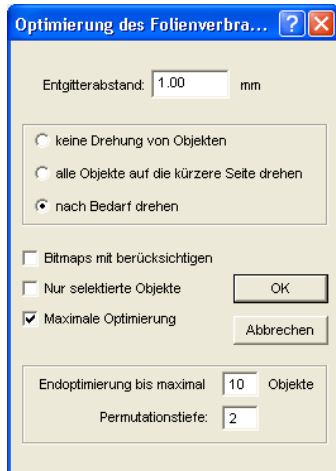 Optimierung des Folienverbra...
Entgitterabstand: 1.00 mm
keine Drehung von Objekten
alle Objekte auf die kürzere Seite drehen
nach Bedarf drehen
Bitmaps mit berücksichtigen
Nur selektierte Objekte
OK
Maximale Optimierung
Abbrechen
Endoptimierung bis maximal 10 Objekte
Permutationstiefe: 2